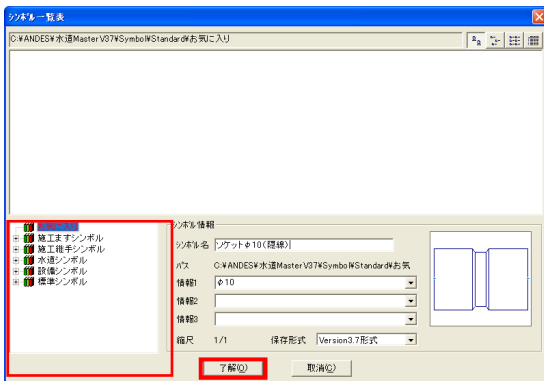 シンボル一覧表
C:¥ANDES¥水道MasterV37¥Symbol¥Standard¥お気に入り
施工ますシンボル
施工継手シンボル
水道シンボル
設備シンボル
標準シンボル
シンボル情報
シンボル名 ソケットφ10(隠線)
パス C:¥ANDES¥水道MasterV37¥Symbol¥Standard¥お気
情報1 φ10
情報2
情報3
縮尺 1/1 保存形式 Version3.7形式
了解(O) 取消(C)